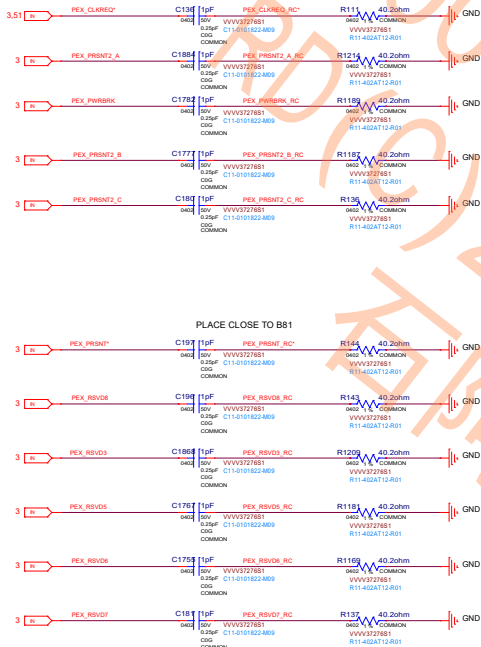 3,51 IN PEX_CLKREQ* C136 1pF PEX_CLKREQ_RC* R111 40.2ohm GND
0402 50V VVVV37276S1 0402 1% COMMON
0.25pF C11-0101822-M09 VVVV37276S1
C0G R11-402AT12-R01
COMMON
3 IN PEX_PRSNT2_A C1884 1pF PEX_PRSNT2_A_RC R1214 40.2ohm GND
0402 50V VVVV37276S1 0402 1% COMMON
0.25pF C11-0101822-M09 VVVV37276S1
C0G R11-402AT12-R01
COMMON
3 IN PEX_PWRBRK C1782 1pF PEX_PWRBRK_RC R1189 40.2ohm GND
0402 50V VVVV37276S1 0402 1% COMMON
0.25pF C11-0101822-M09 VVVV37276S1
C0G R11-402AT12-R01
COMMON
3 IN PEX_PRSNT2_B C1777 1pF PEX_PRSNT2_B_RC R1187 40.2ohm GND
0402 50V VVVV37276S1 0402 1% COMMON
0.25pF C11-0101822-M09 VVVV37276S1
C0G R11-402AT12-R01
COMMON
3 IN PEX_PRSNT2_C C180 1pF PEX_PRSNT2_C_RC R136 40.2ohm GND
0402 50V VVVV37276S1 0402 1% COMMON
0.25pF C11-0101822-M09 VVVV37276S1
C0G R11-402AT12-R01
COMMON
PLACE CLOSE TO B81
3 IN PEX_PRSNT* C197 1pF PEX_PRSNT_RC* R144 40.2ohm GND
0402 50V VVVV37276S1 0402 1% COMMON
0.25pF C11-0101822-M09 VVVV37276S1
C0G R11-402AT12-R01
COMMON
3 IN PEX_RSVD8 C196 1pF PEX_RSVD8_RC R143 40.2ohm GND
0402 50V VVVV37276S1 0402 1% COMMON
0.25pF C11-0101822-M09 VVVV37276S1
C0G R11-402AT12-R01
COMMON
3 IN PEX_RSVD3 C1868 1pF PEX_RSVD3_RC R1209 40.2ohm GND
0402 50V VVVV37276S1 0402 1% COMMON
0.25pF C11-0101822-M09 VVVV37276S1
C0G R11-402AT12-R01
COMMON
3 IN PEX_RSVD5 C1767 1pF PEX_RSVD5_RC R1181 40.2ohm GND
0402 50V VVVV37276S1 0402 1% COMMON
0.25pF C11-0101822-M09 VVVV37276S1
C0G R11-402AT12-R01
COMMON
3 IN PEX_RSVD6 C1755 1pF PEX_RSVD6_RC R1169 40.2ohm GND
0402 50V VVVV37276S1 0402 1% COMMON
0.25pF C11-0101822-M09 VVVV37276S1
C0G R11-402AT12-R01
COMMON
3 IN PEX_RSVD7 C181 1pF PEX_RSVD7_RC R137 40.2ohm GND
0402 50V VVVV37276S1 0402 1% COMMON
0.25pF C11-0101822-M09 VVVV37276S1
C0G R11-402AT12-R01
COMMON